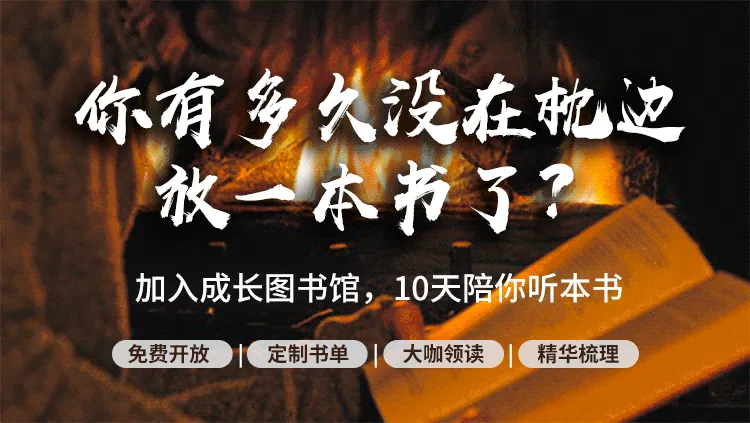 你有多久没在枕边
放一本书了?
加入成长图书馆，10天陪你听本书
免费开放 | 定制书单 | 大咖领读 | 精华梳理